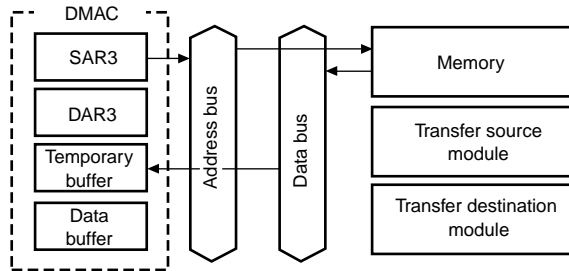 DMAC
SAR3
DAR3
Temporary
buffer
Data
buffer
Address bus
Data bus
Memory
Transfer source
module
Transfer destination
module